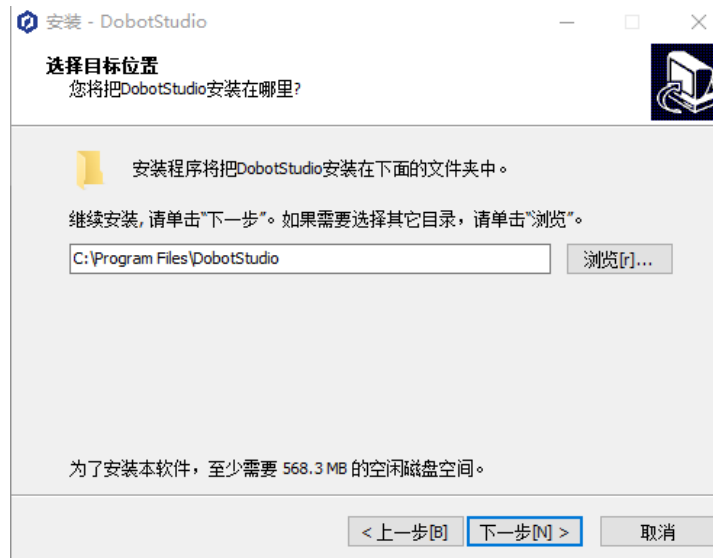 安装 - DobotStudio
选择目标位置
您将把DobotStudio安装在哪里?
安装程序将把DobotStudio安装在下面的文件夹中。
继续安装,请单击“下一步”。如果需要选择其它目录，请单击“浏览”。
C:\Program Files\DobotStudio
浏览[r]...
为了安装本软件，至少需要 568.3 MB 的空闲磁盘空间。
< 上一步[B] 下一步[N] > 取消